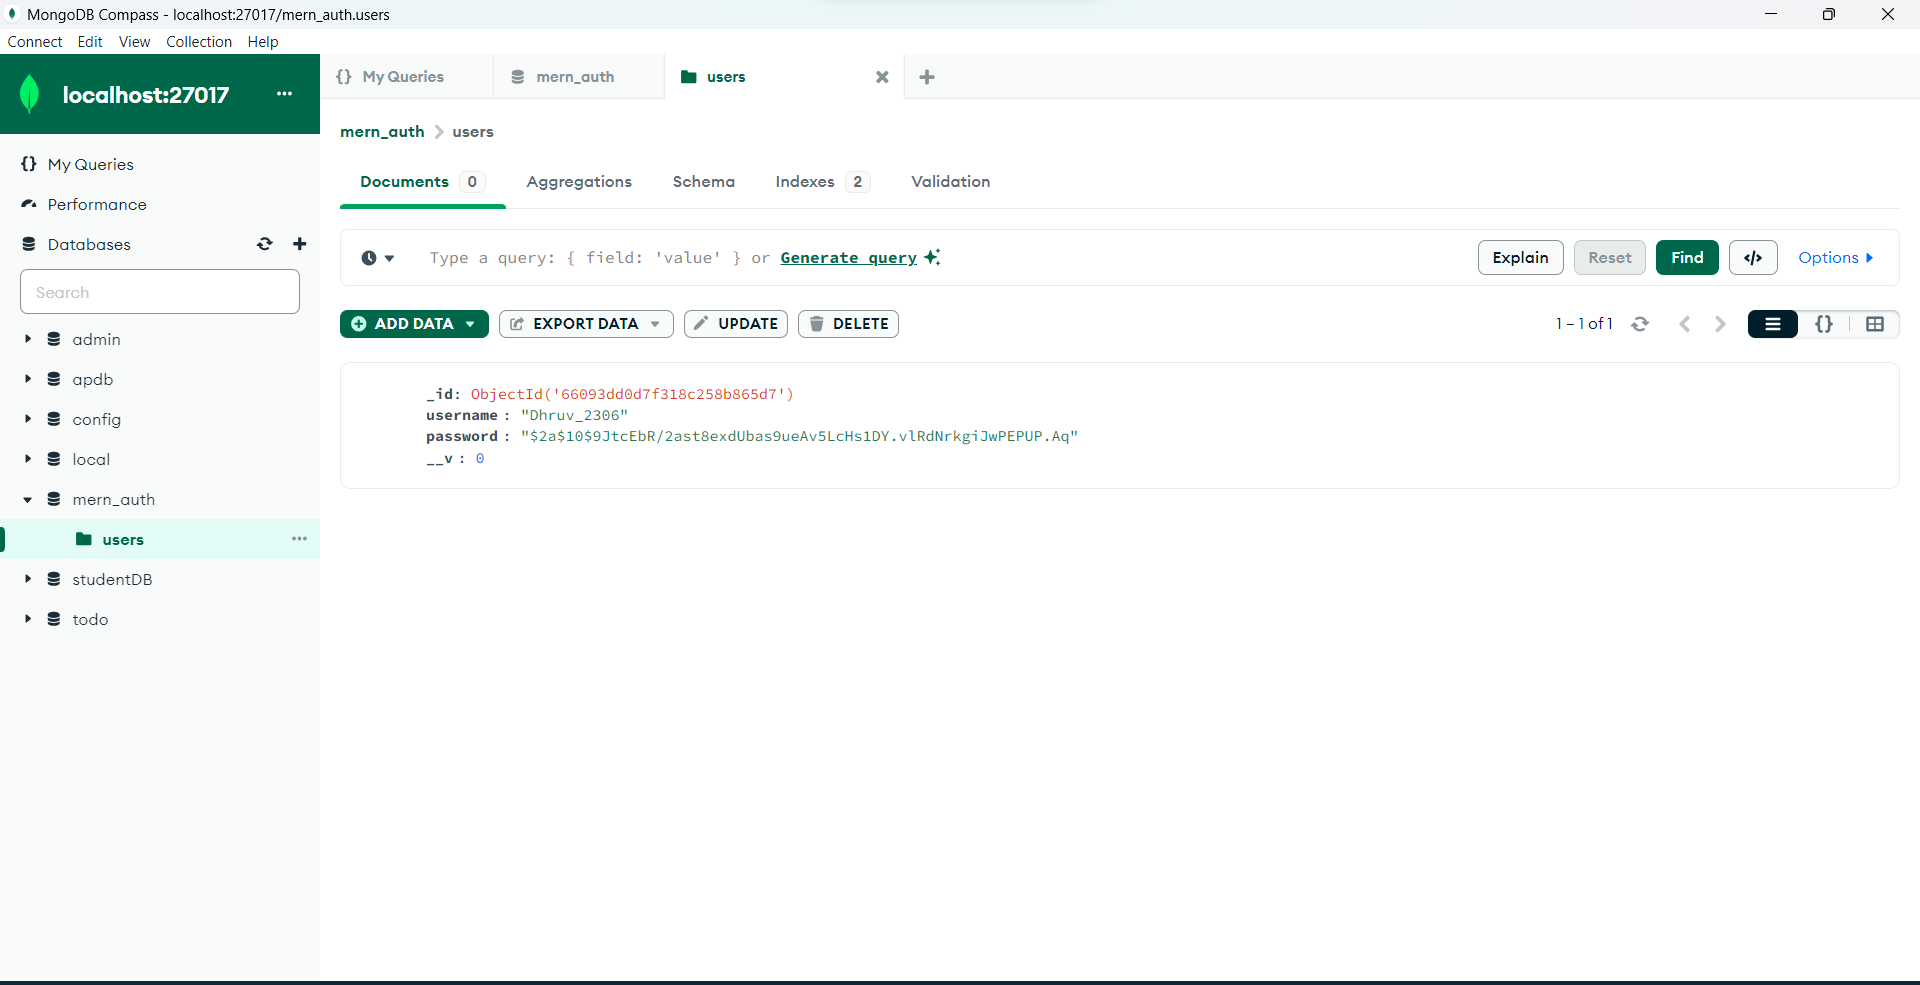 MongoDB Compass - localhost:27017/mern_auth.users
Connect Edit View Collection Help
localhost:27017 ...
{} My Queries
mern_auth
users
My Queries
Performance
Databases
Search
admin
apdb
config
local
mern_auth
users ...
studentDB
todo
mern_auth > users
Documents 0 Aggregations Schema Indexes 2 Validation
Type a query: { field: 'value' } or Generate query
Explain Reset Find </> Options
ADD DATA EXPORT DATA UPDATE DELETE
1 – 1 of 1 {}
_id: ObjectId('66093dd0d7f318c258b865d7')
username : "Dhruv_2306"
password : "$2a$10$9JtcEbR/2ast8exdUbas9ueAv5LcHs1DY.vlRdNrkgiJwPEPUP.Aq"
__v : 0